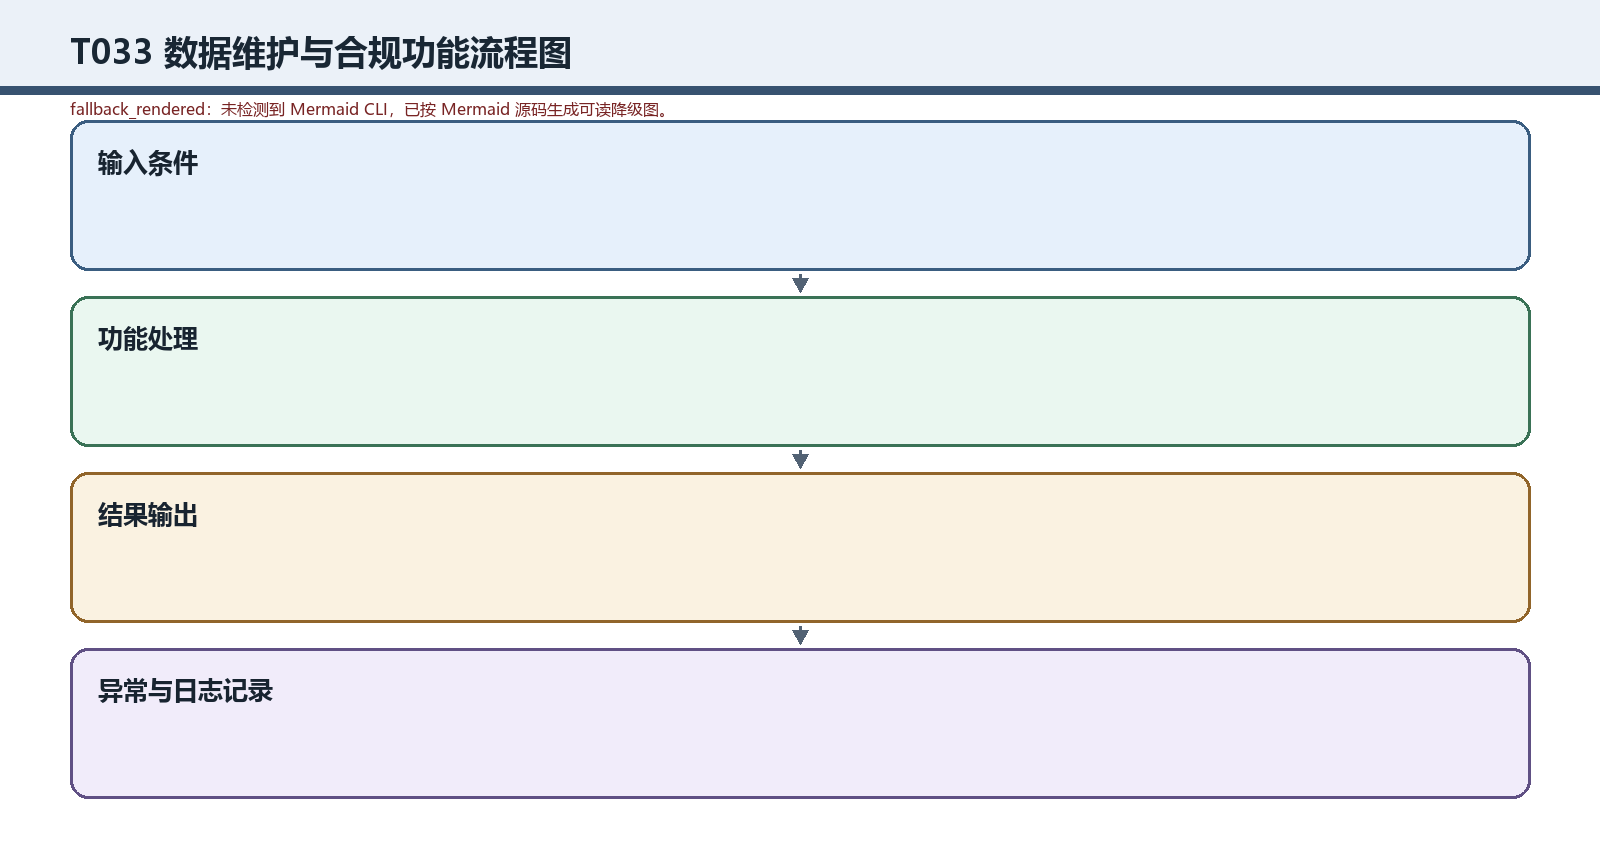 T033 数据维护与合规功能流程图
fallback_rendered：未检测到 Mermaid CLI，已按 Mermaid 源码生成可读降级图。
输入条件
功能处理
结果输出
异常与日志记录